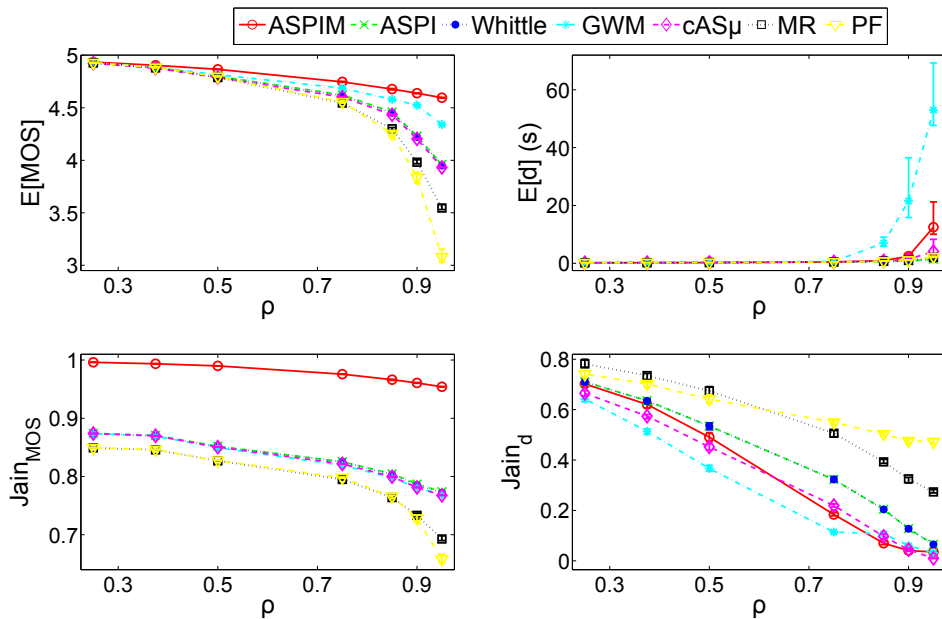 ASPIM ASPI Whittle GWM cASμ MR PF
5
4.5
4
3.5
3
E[MOS]
0.3 0.5 0.7 0.9
ρ
60
40
20
0
E[d] (s)
0.3 0.5 0.7 0.9
ρ
1
0.9
0.8
0.7
Jain_MOS
0.3 0.5 0.7 0.9
ρ
0.8
0.6
0.4
0.2
0
Jain_d
0.3 0.5 0.7 0.9
ρ